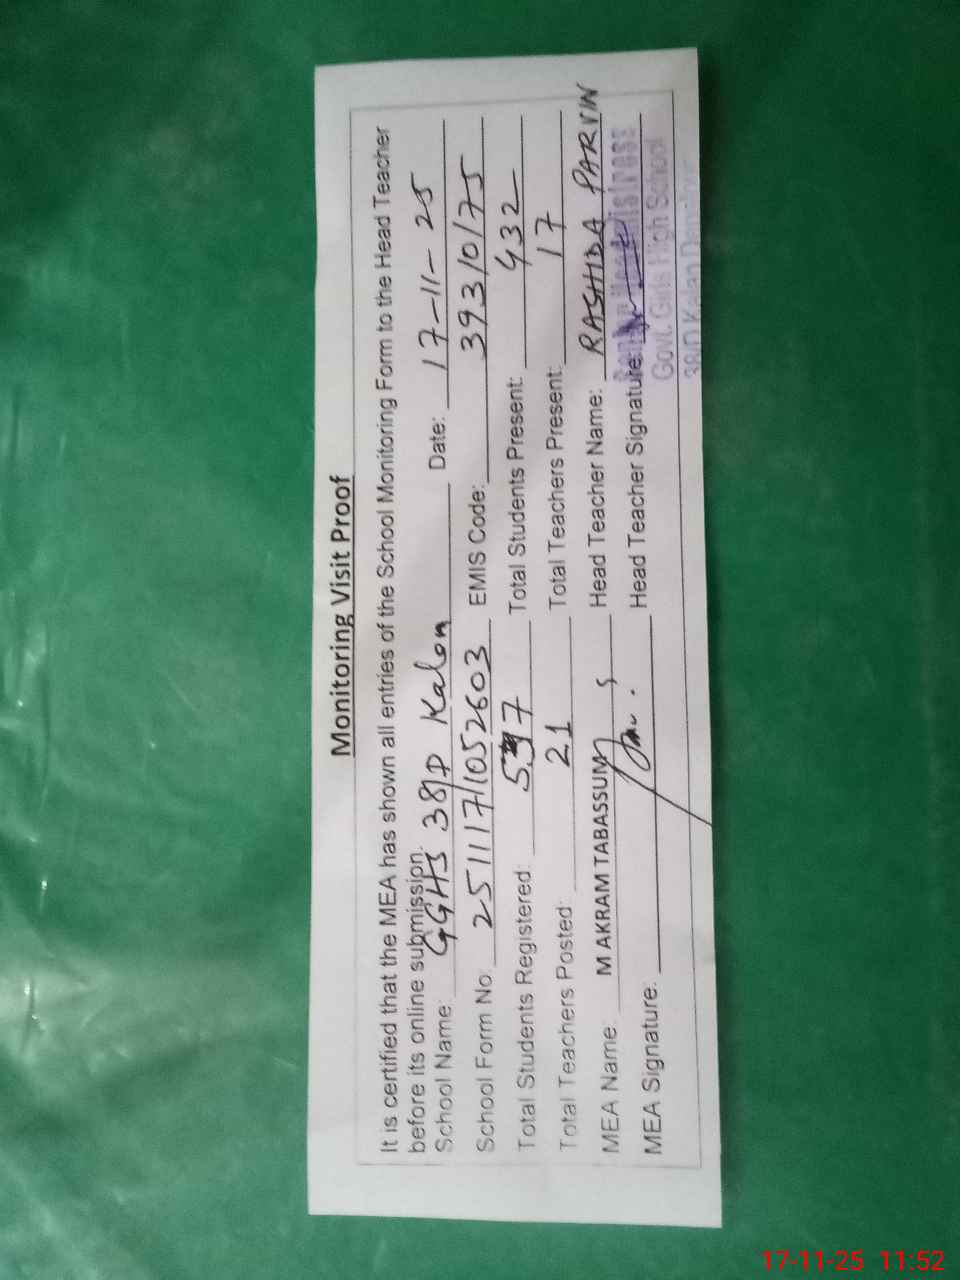 Monitoring Visit Proof
It is certified that the MEA has shown all entries of the School Monitoring Form to the Head Teacher
before its online submission.
School Name: GGHS 38/D Kalan Date: 17-11-25
School Form No: 2511171052603 EMIS Code: 39310175
Total Students Registered: Total Students Present: 432
Total Teachers Posted: 21 Total Teachers Present: 17
MEA Name: M AKRAM TABASSUM Head Teacher Name: RASHIDA PARVIN
MEA Signature: Head Teacher Signature:
Govt. Girls High School
38/D Kalan
17-11-25 11:52